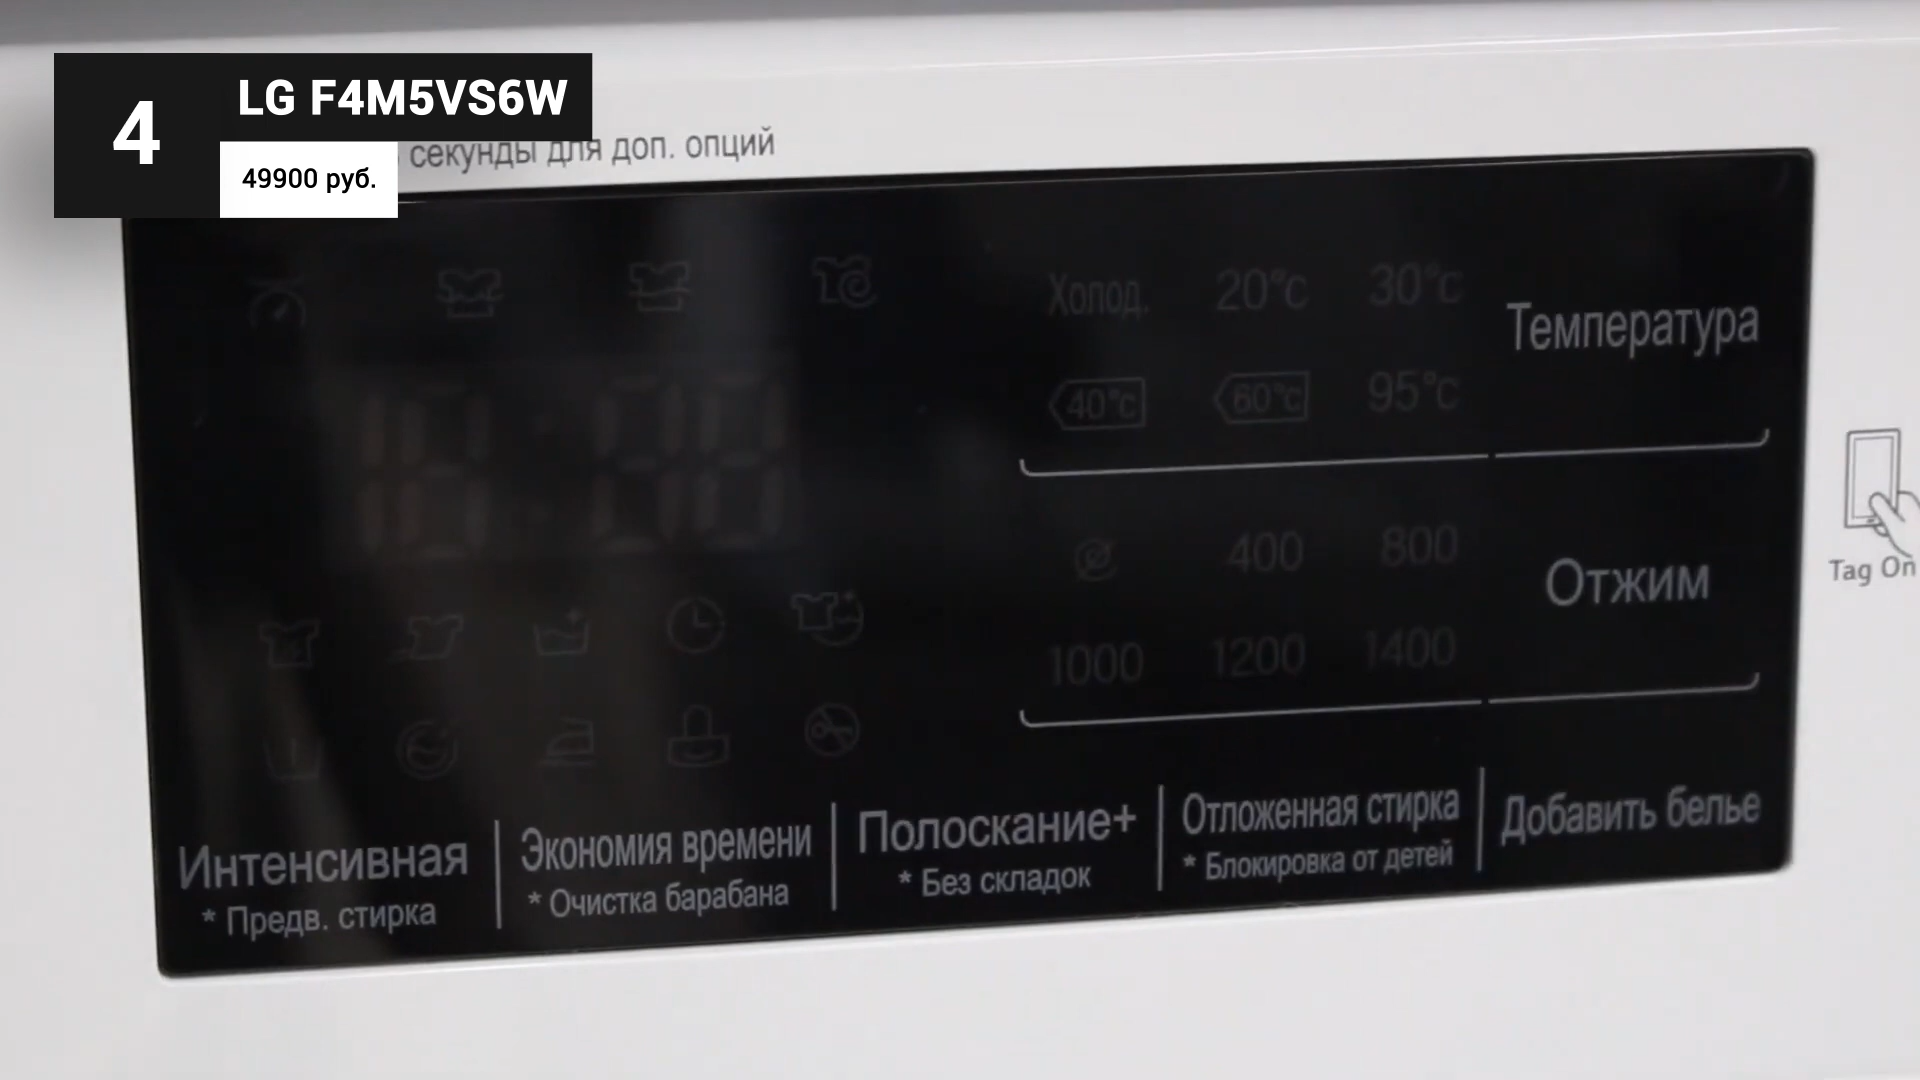 4
LG F4M5VS6W
49900 руб.
секунды для доп. опций
Холод. 20°c 30°c
40°c 60°c 95°c
Температура
18:88
400 800
1000 1200 1400
Отжим
Tag On
Интенсивная
* Предв. стирка
Экономия времени
* Очистка барабана
Полоскание+
* Без складок
Отложенная стирка
* Блокировка от детей
Добавить белье